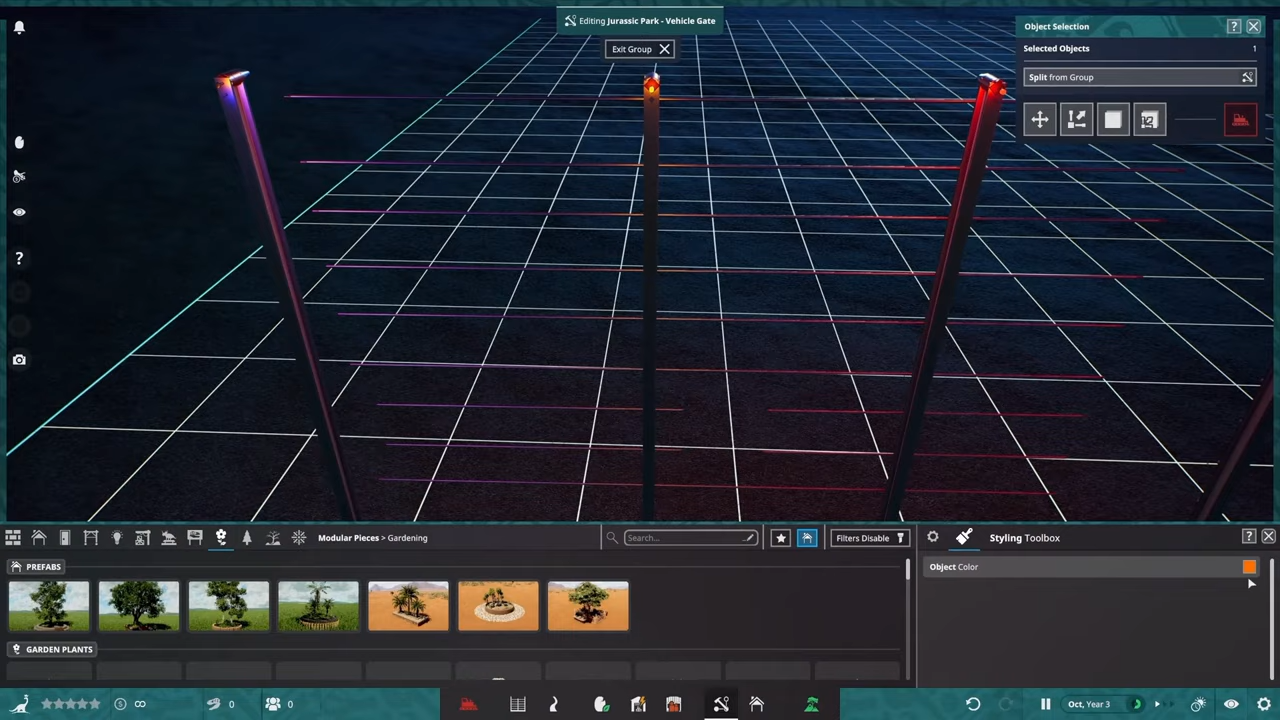 Editing Jurassic Park - Vehicle Gate
Exit Group
Object Selection
?
Selected Objects 1
Split from Group
12
?
Modular Pieces > Gardening
Search...
Filters Disable
Styling Toolbox
?
PREFABS
Object Color
GARDEN PLANTS
∞
0
0
Oct, Year 3